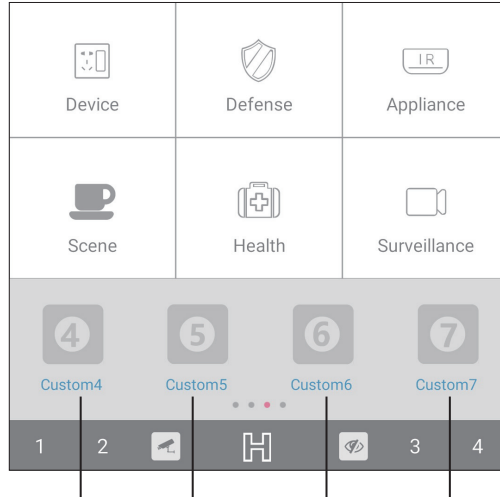 Device Defense IR Appliance
Scene Health Surveillance
4 5 6 7
Custom4 Custom5 Custom6 Custom7
1 2 H 3 4